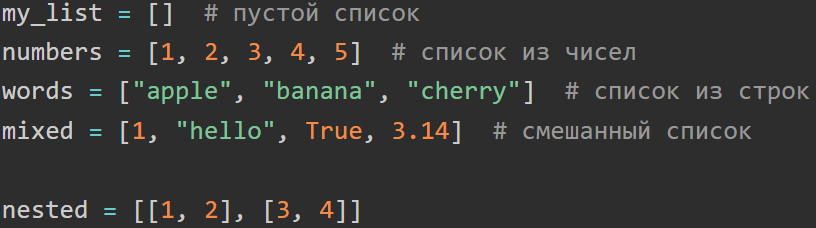 my_list = []  # пустой список
numbers = [1, 2, 3, 4, 5]  # список из чисел
words = ["apple", "banana", "cherry"]  # список из строк
mixed = [1, "hello", True, 3.14]  # смешанный список
nested = [[1, 2], [3, 4]]